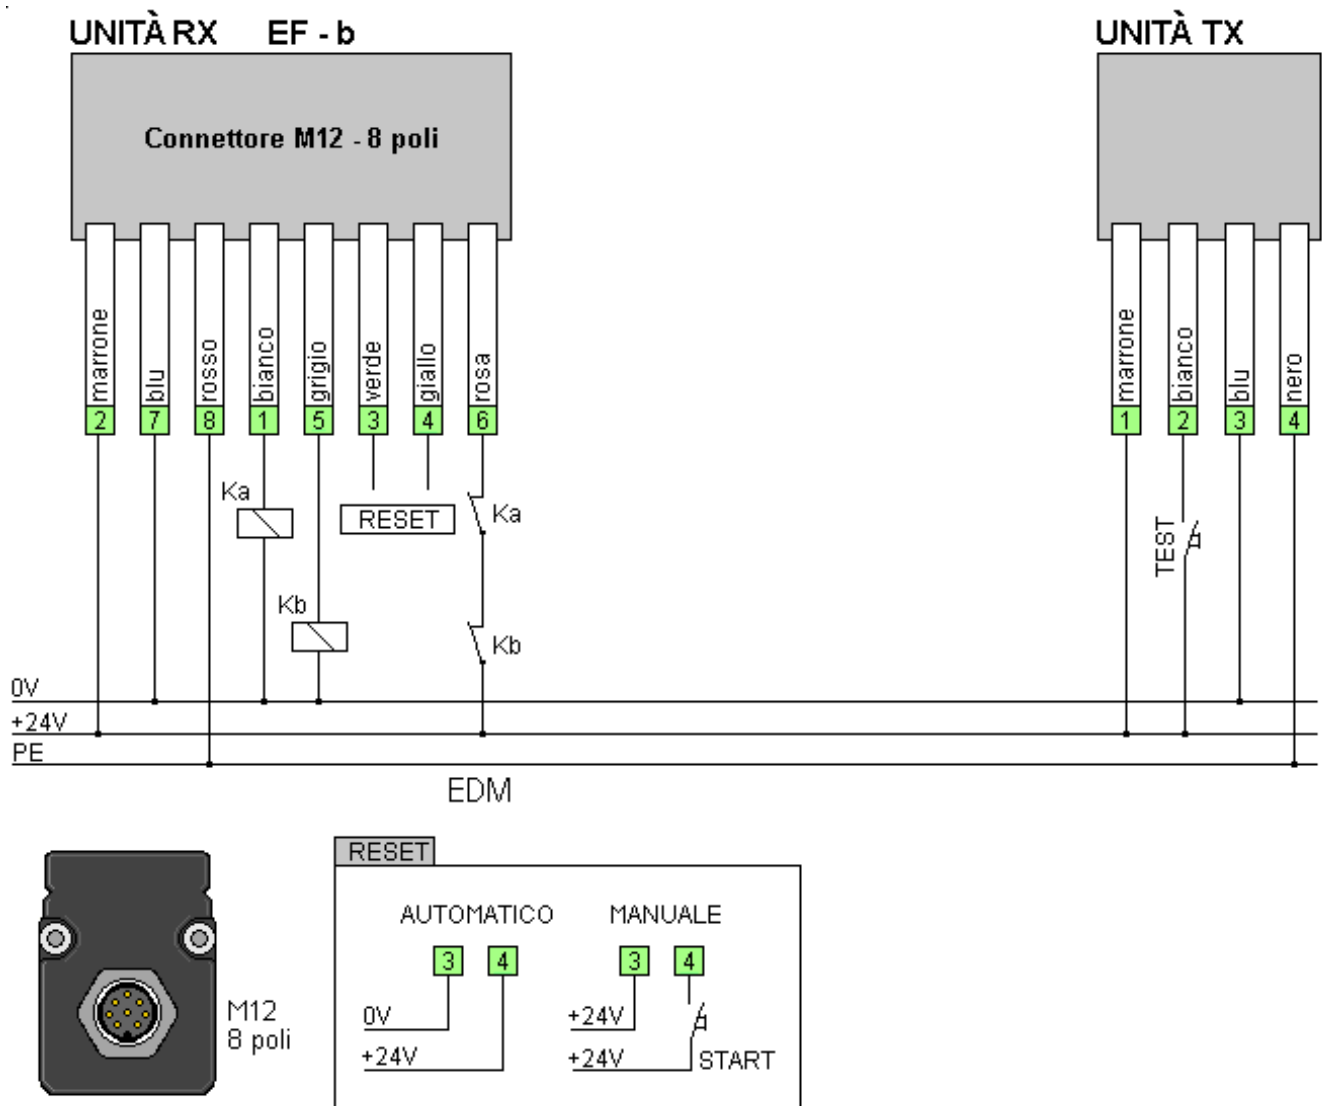 UNITÀ RX EF - b
UNITÀ TX
Connettore M12 - 8 poli
marrone blu rosso bianco grigio verde giallo rosa
2 7 8 1 5 3 4 6
marrone bianco blu nero
1 2 3 4
Ka
RESET
Ka
TEST
Kb
Kb
0V
+24V
PE
EDM
RESET
AUTOMATICO MANUALE
3 4 3 4
0V +24V
+24V +24V START
M12
8 poli